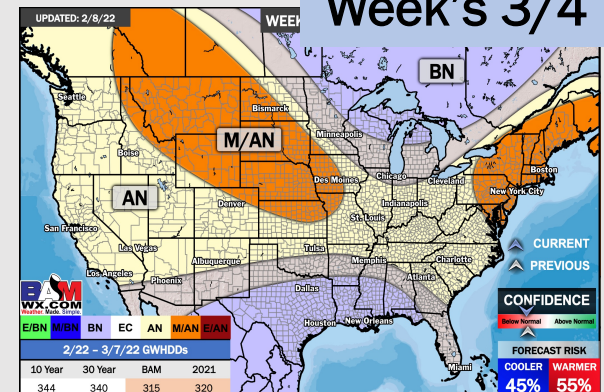 Week's 3/4
UPDATED: 2/8/22
WEEK
BN
Seattle
Bismarck
Minneapolis
M/AN
Boise
Boston
Chicago
Cleveland
Des Moines
New York City
AN
Denver
Indianapolis
St. Louis
San Francisco
Las Vegas
Tulsa
CURRENT
Albuquerque
Memphis
Charlotte
PREVIOUS
Los Angeles
Phoenix
Atlanta
BAM
WX.COM
Weather. Made. Simple.
Dallas
CONFIDENCE
Houston
New Orleans
Below Normal Above Normal
E/BN M/BN BN EC AN M/AN E/AN
FORECAST RISK
2/22 – 3/7/22 GWHDDs
Miami
COOLER WARMER
10 Year 30 Year BAM 2021
45% 55%
344 340 315 320